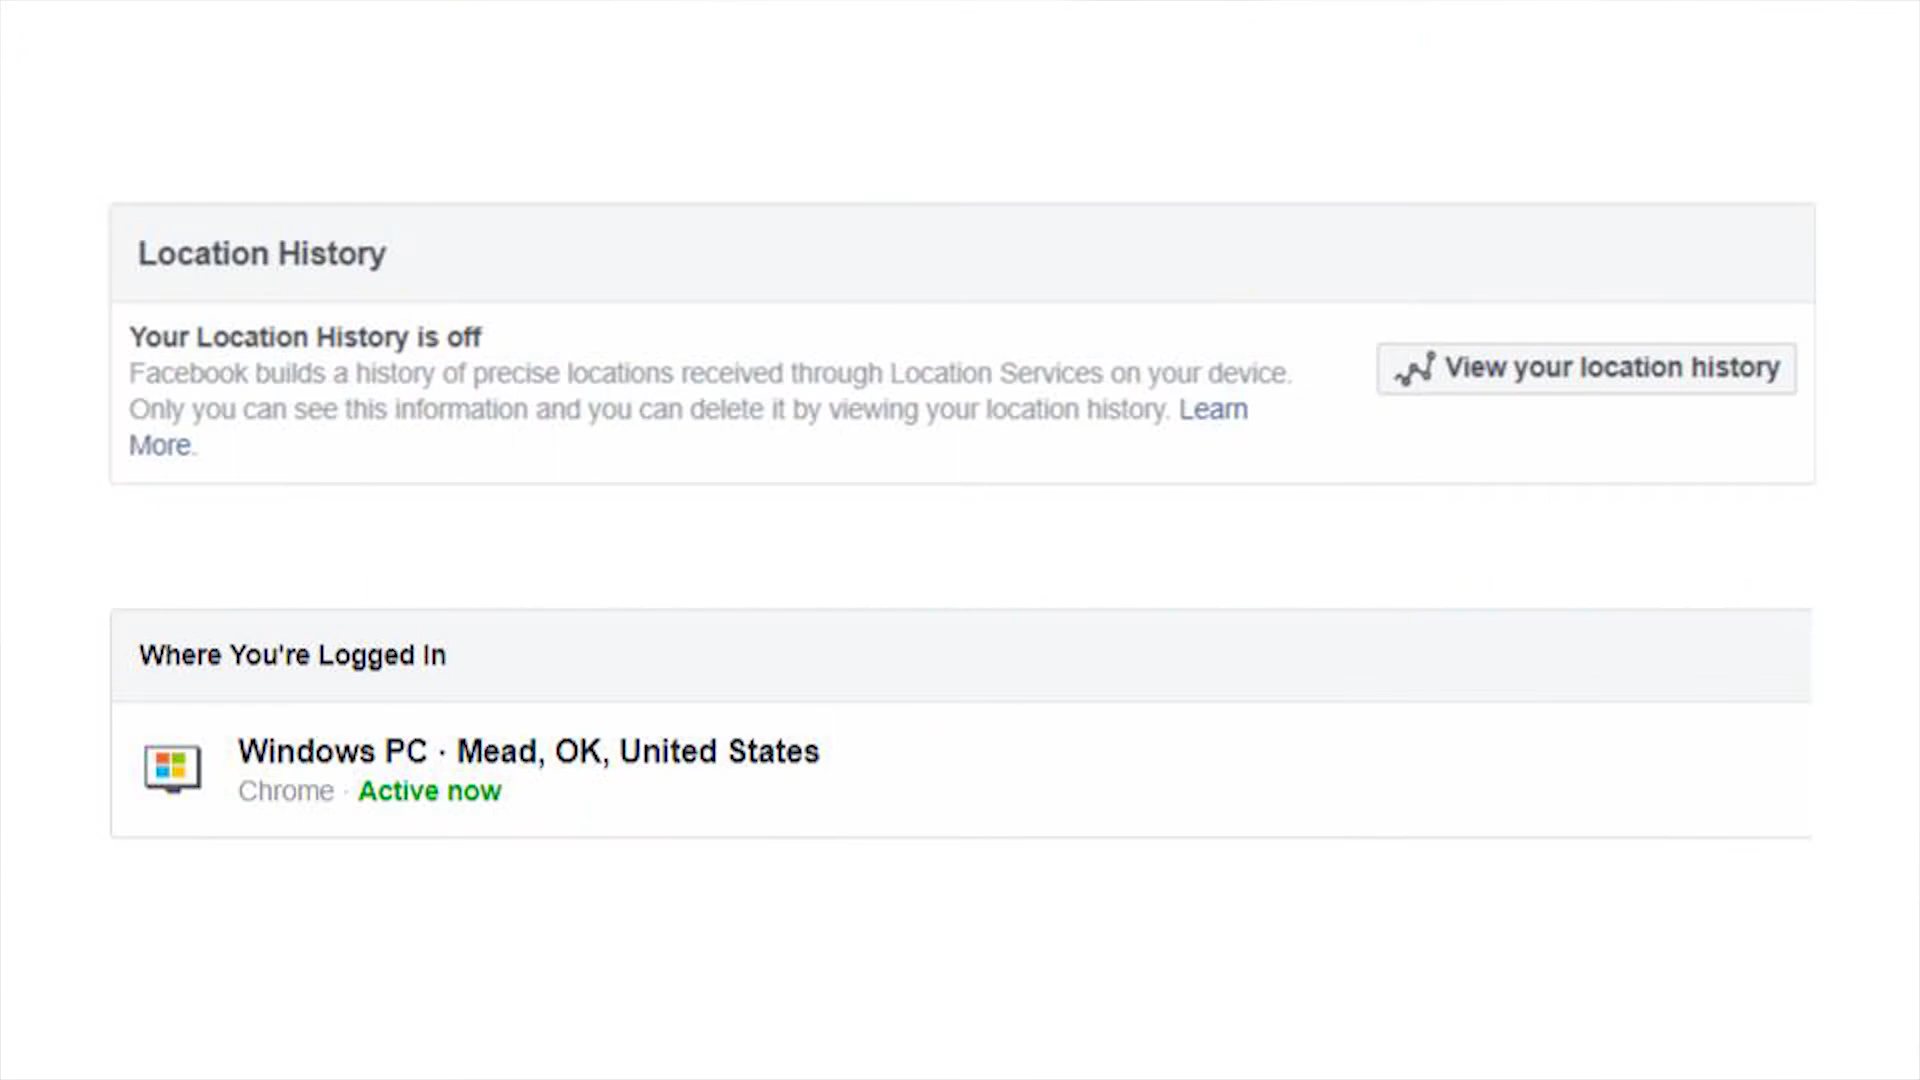 Location History
Your Location History is off
Facebook builds a history of precise locations received through Location Services on your device.
Only you can see this information and you can delete it by viewing your location history. Learn
More.
View your location history
Where You're Logged In
Windows PC · Mead, OK, United States
Chrome · Active now